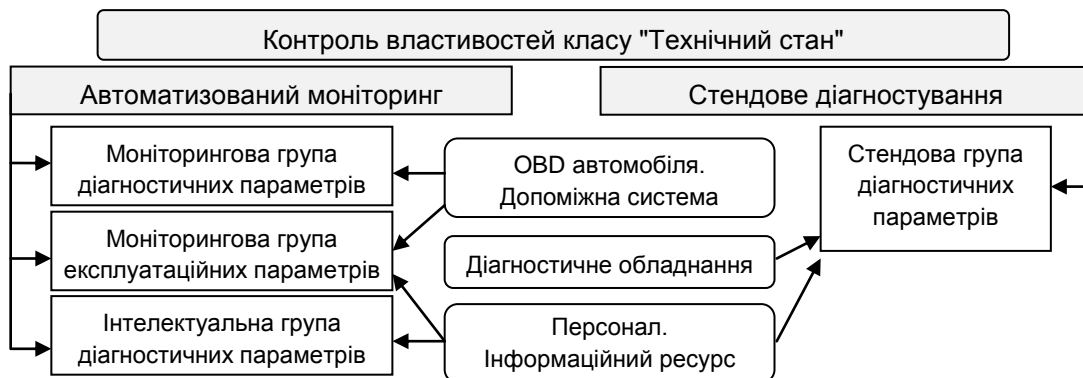 Контроль властивостей класу "Технічний стан"
Автоматизований моніторинг
Стендове діагностування
Моніторингова група
діагностичних параметрів
OBD автомобіля.
Допоміжна система
Стендова група
діагностичних
параметрів
Моніторингова група
експлуатаційних параметрів
Діагностичне обладнання
Інтелектуальна група
діагностичних параметрів
Персонал.
Інформаційний ресурс